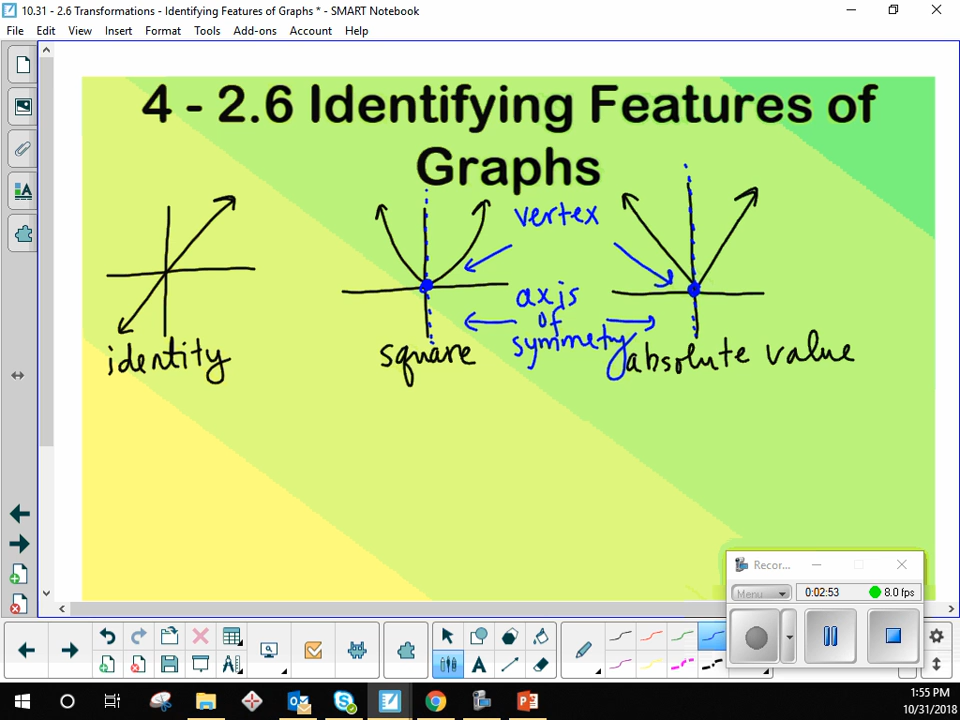 10.31 - 2.6 Transformations - Identifying Features of Graphs * - SMART Notebook
File Edit View Insert Format Tools Add-ons Account Help
4 - 2.6 Identifying Features of
Graphs
vertex
axis
of
symmetry
identity
square
absolute value
Recor...
Menu
0:02:53
8.0 fps
1:55 PM
10/31/2018